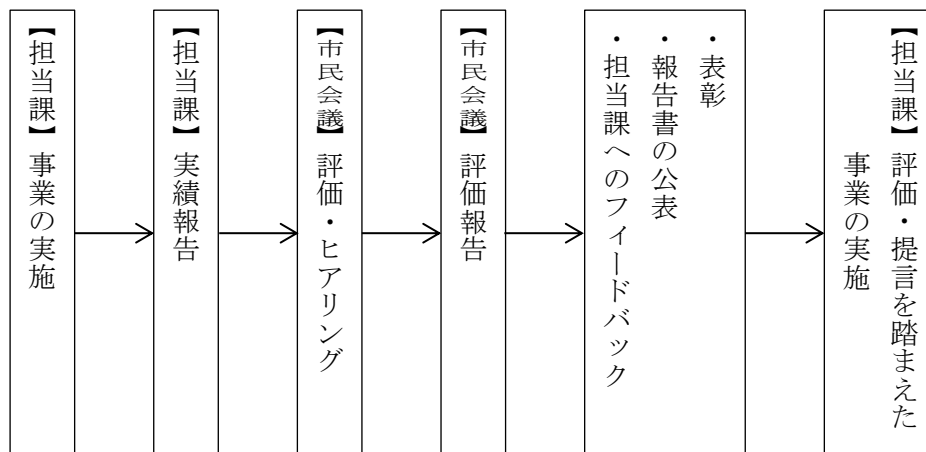 【担当課】事業の実施
【担当課】実績報告
【市民会議】評価・ヒアリング
【市民会議】評価報告
・表彰
・報告書の公表
・担当課へのフィードバック
【担当課】評価・提言を踏まえた
事業の実施